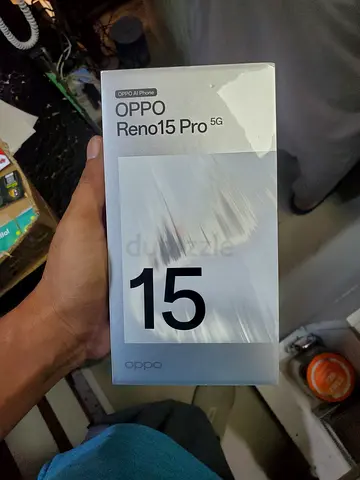 OPPO AI Phone
OPPO
Reno15 Pro 5G
dubizzle
15
oppo